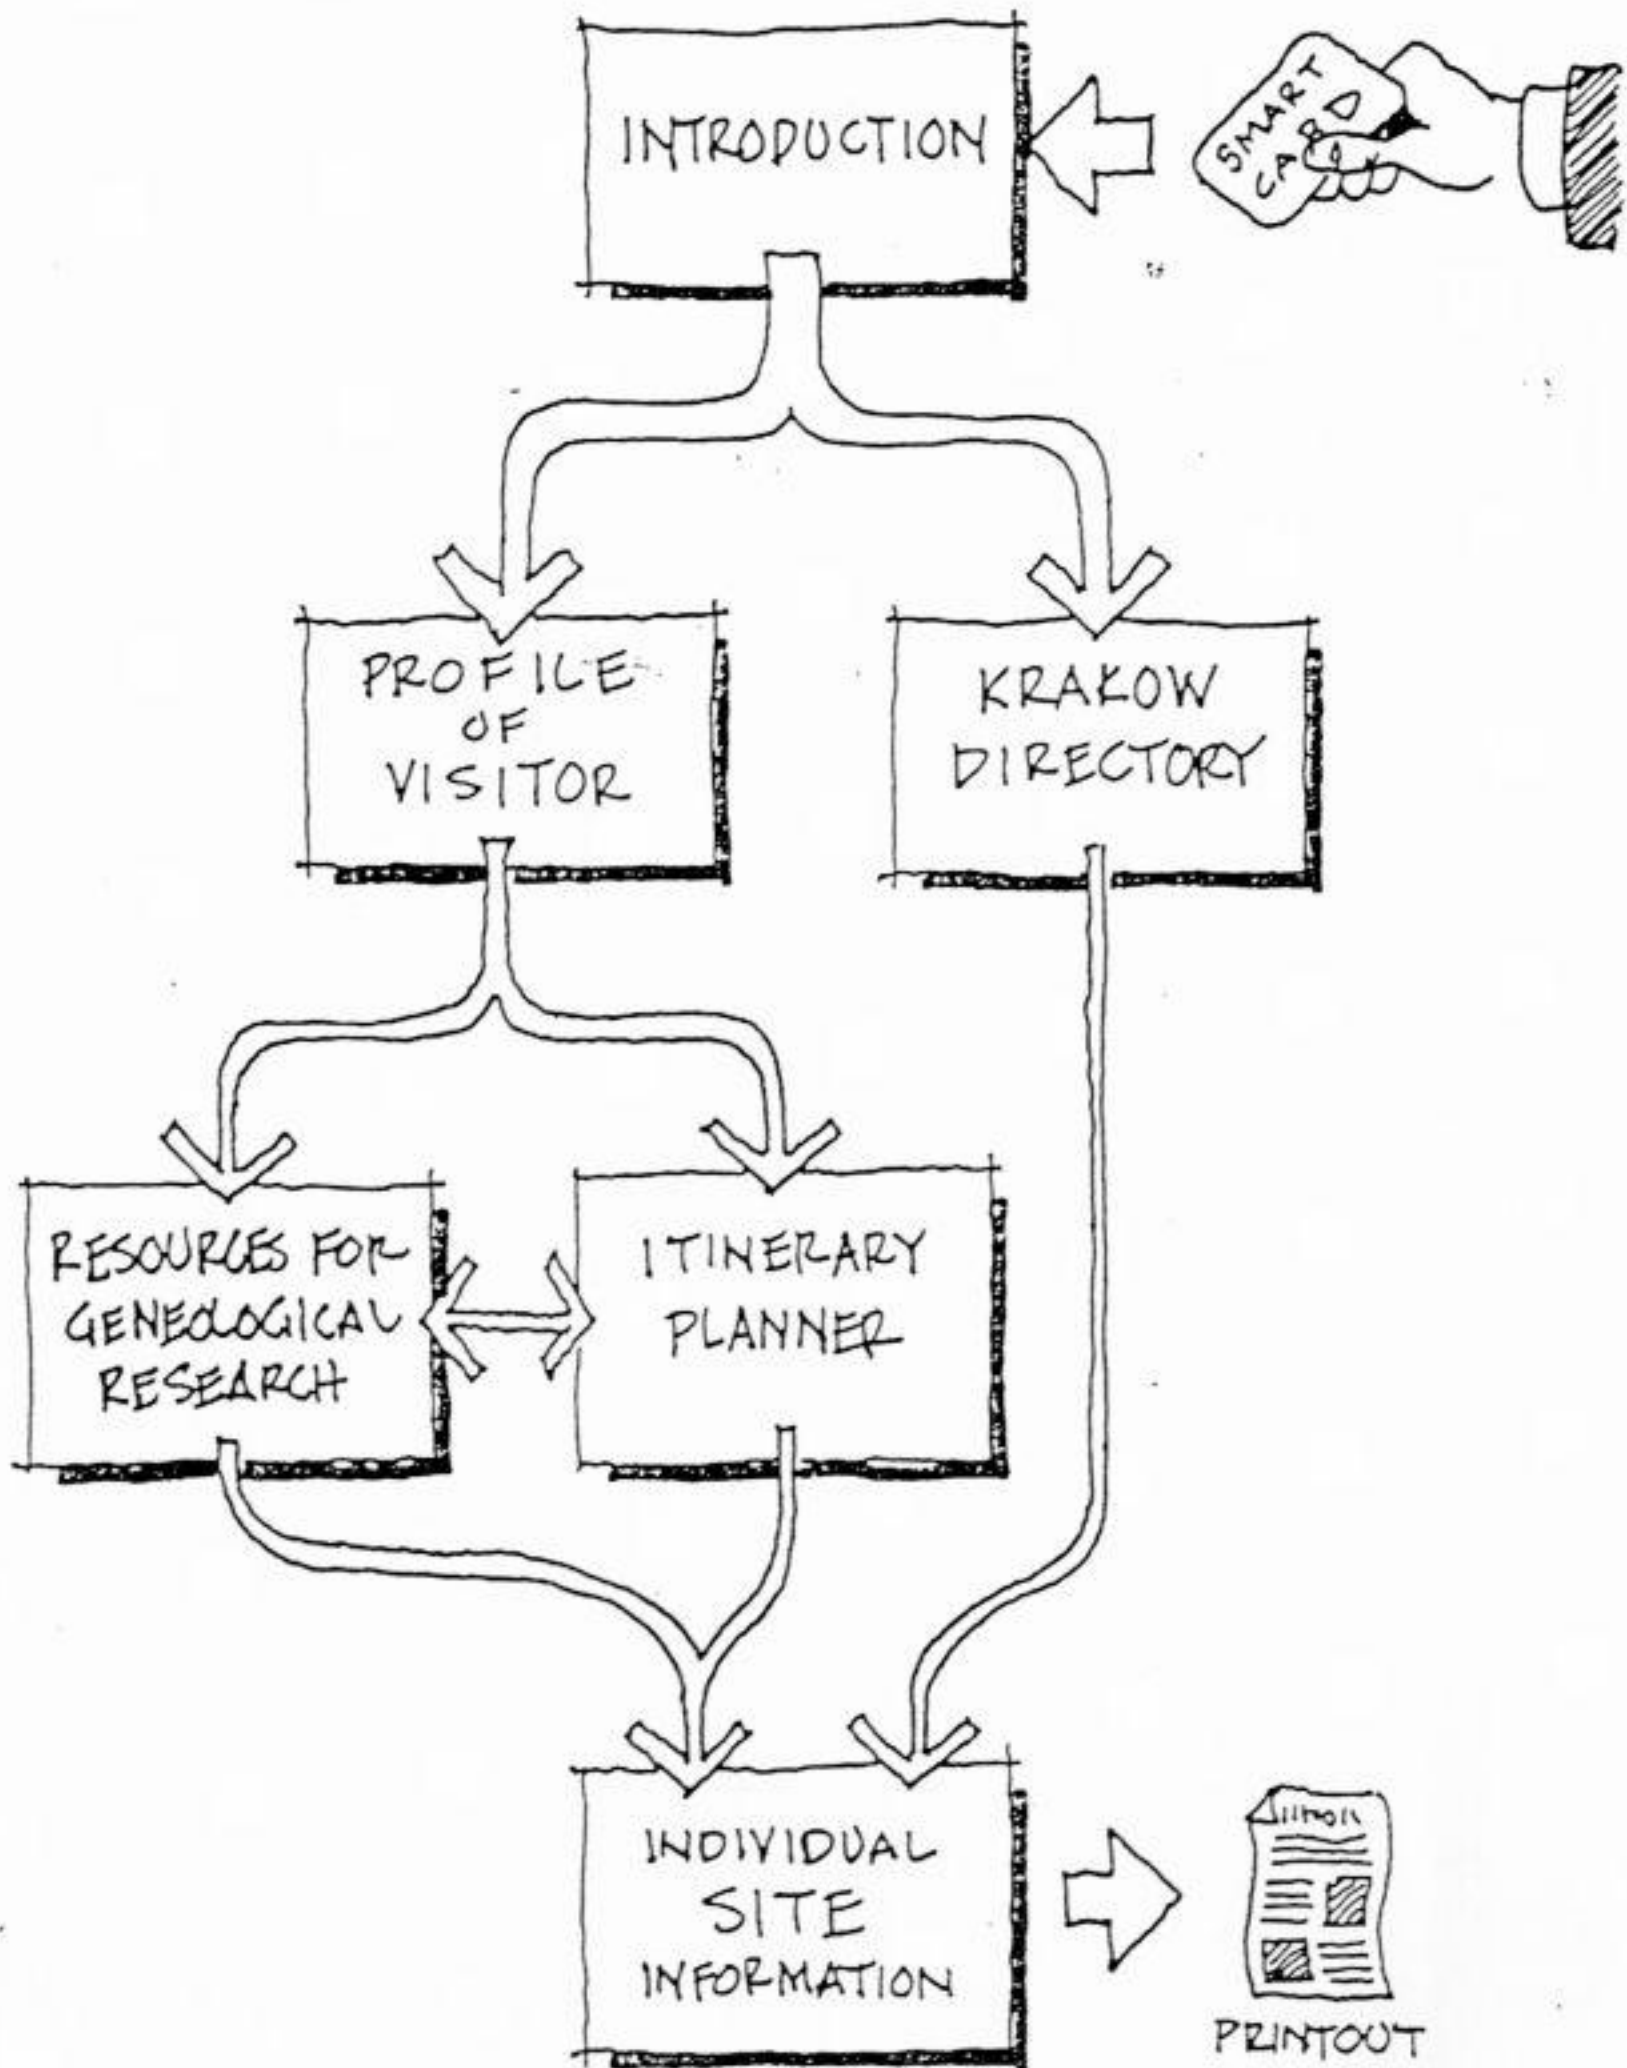 INTRODUCTION
SMART
CARD
PROFILE
OF
VISITOR
KRAKOW
DIRECTORY
RESOURCES FOR
GENEOLOGICAL
RESEARCH
ITINERARY
PLANNER
INDIVIDUAL
SITE
INFORMATION
PRINTOUT